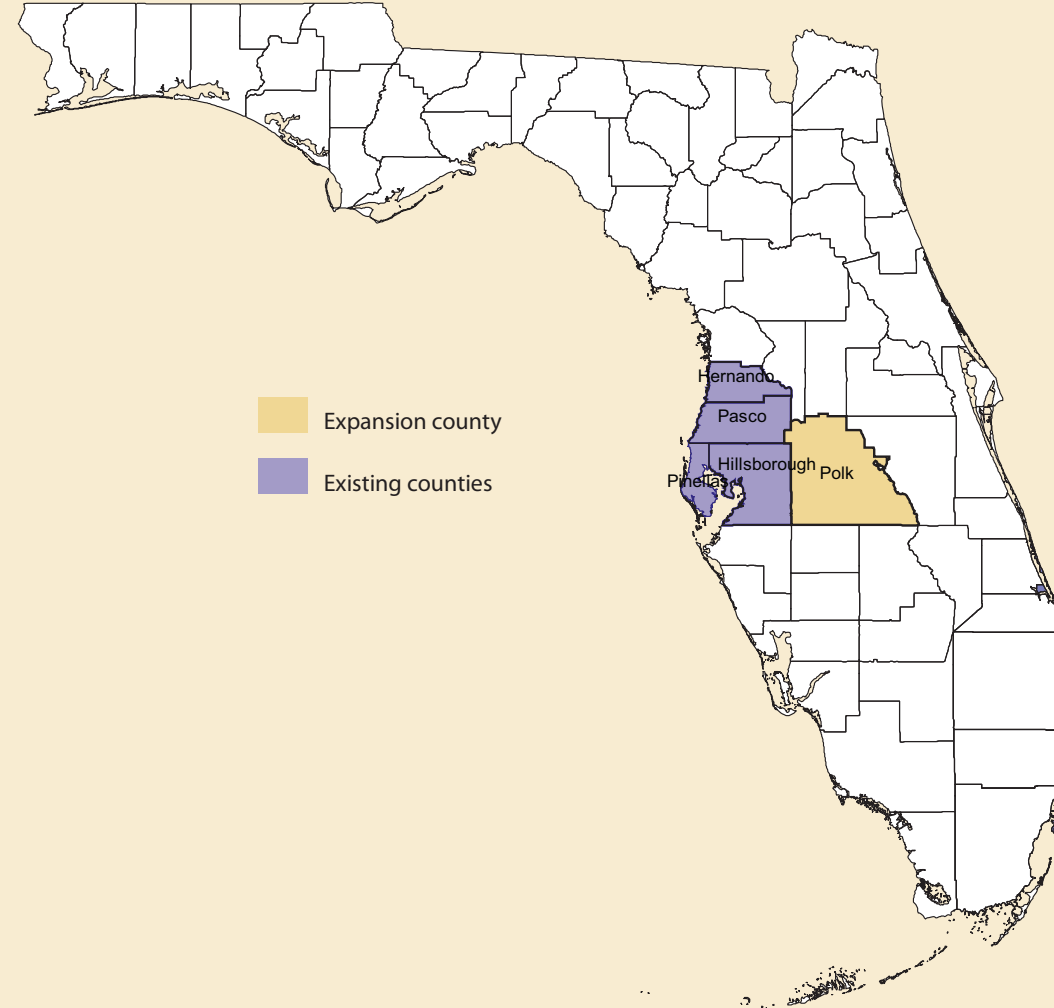 Hernando
Pasco
Expansion county
Hillsborough
Polk
Pinellas
Existing counties